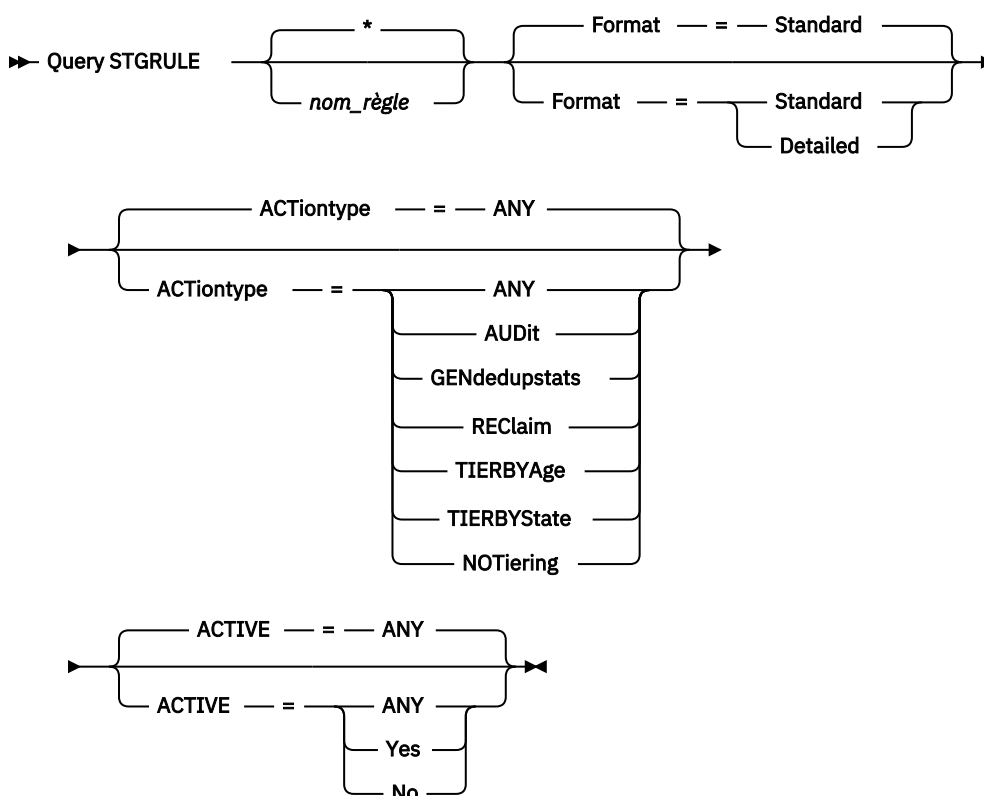 *
Format = Standard
Query STGRULE
nom_règle
Format = Standard
Detailed
ACTiontype = ANY
ACTiontype = ANY
AUDit
GENdedupstats
REClaim
TIERBYAge
TIERBYState
NOTiering
ACTIVE = ANY
ACTIVE = ANY
Yes
No